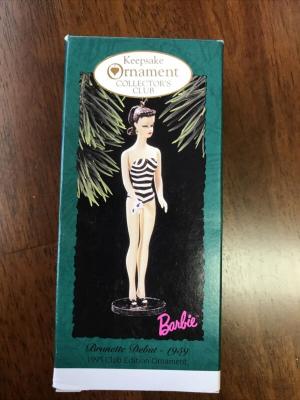 Keepsake
Ornament
COLLECTOR'S
CLUB
Barbie
Brunette Debut - 1959
1995 Club Edition Ornament